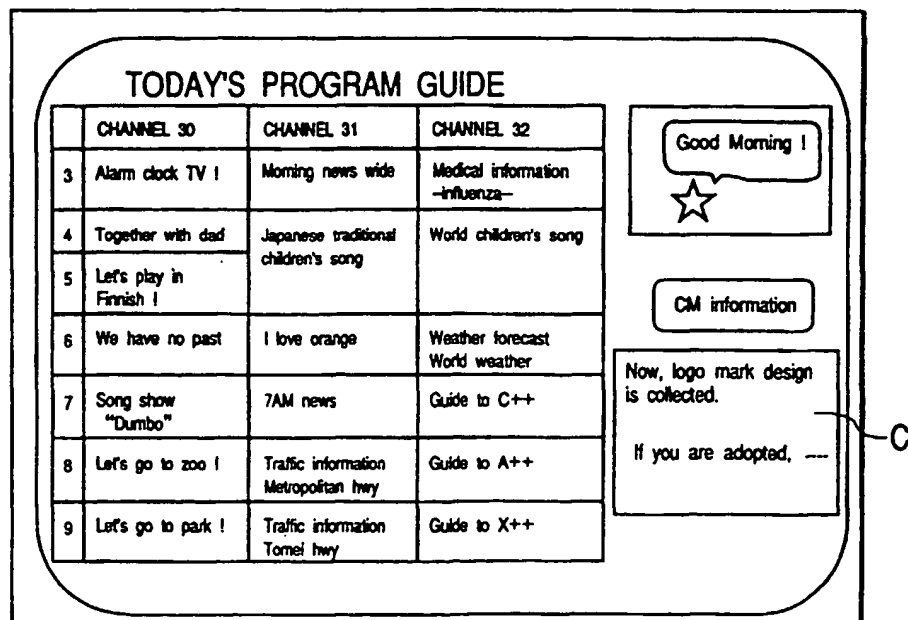 TODAY'S PROGRAM GUIDE
CHANNEL 30 CHANNEL 31 CHANNEL 32
3 Alarm clock TV ! Morning news wide Medical information
-influenza-
4 Together with dad Japanese traditional World children's song
children's song
5 Let's play in
Finnish !
6 We have no past I love orange Weather forecast
World weather
7 Song show 7AM news Guide to C++
"Dumbo"
8 Let's go to zoo ! Traffic information Guide to A++
Metropolitan hwy
9 Let's go to park ! Traffic information Guide to X++
Tomei hwy
Good Morning !
CM information
Now, logo mark design
is collected.
If you are adopted, ---
C